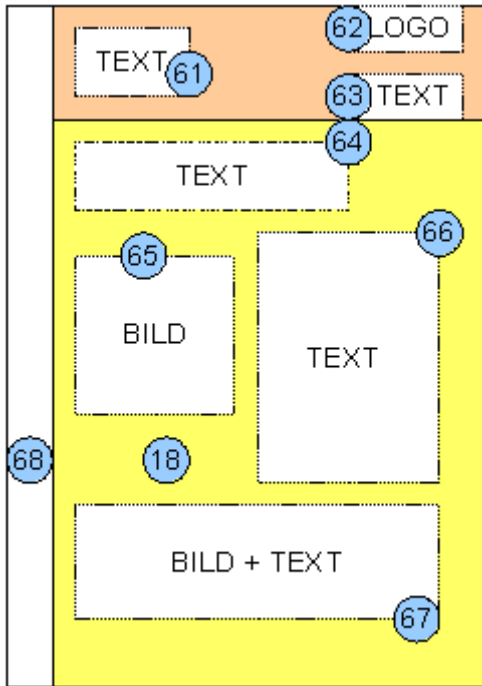 62 LOGO
TEXT 61
63 TEXT
64
TEXT
66
65
BILD
TEXT
68
18
BILD + TEXT
67